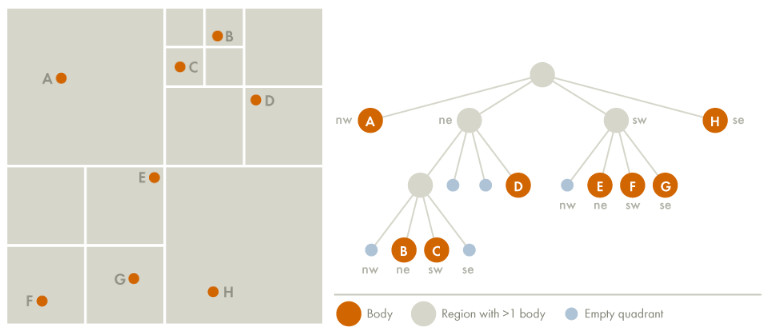 A
B
C
D
E
F
G
H
nw A ne sw H se
D
nw E F G
ne sw se
B C
nw ne sw se
Body Region with >1 body Empty quadrant